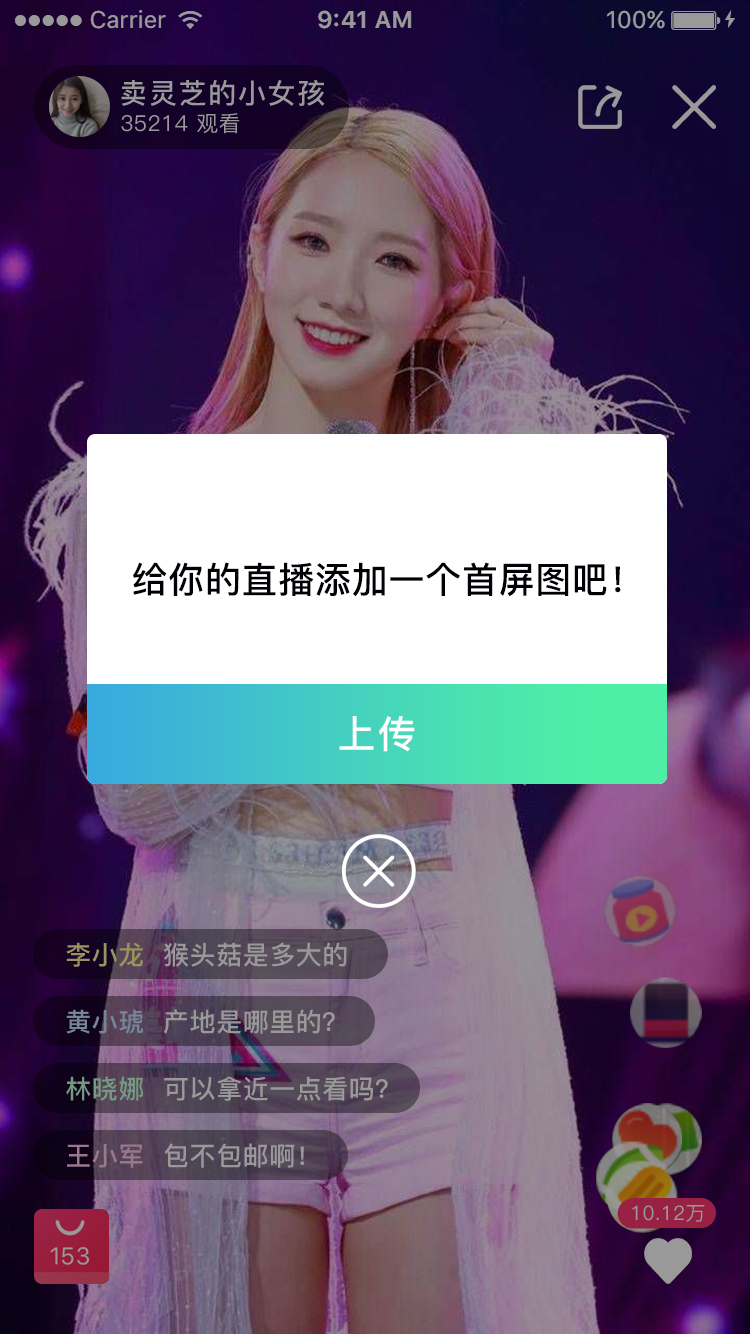 Carrier 9:41 AM 100%
卖灵芝的小女孩
35214 观看
给你的直播添加一个首屏图吧!
上传
李小龙 猴头菇是多大的
黄小琥 产地是哪里的?
林晓娜 可以拿近一点看吗?
王小军 包不包邮啊!
10.12万
153